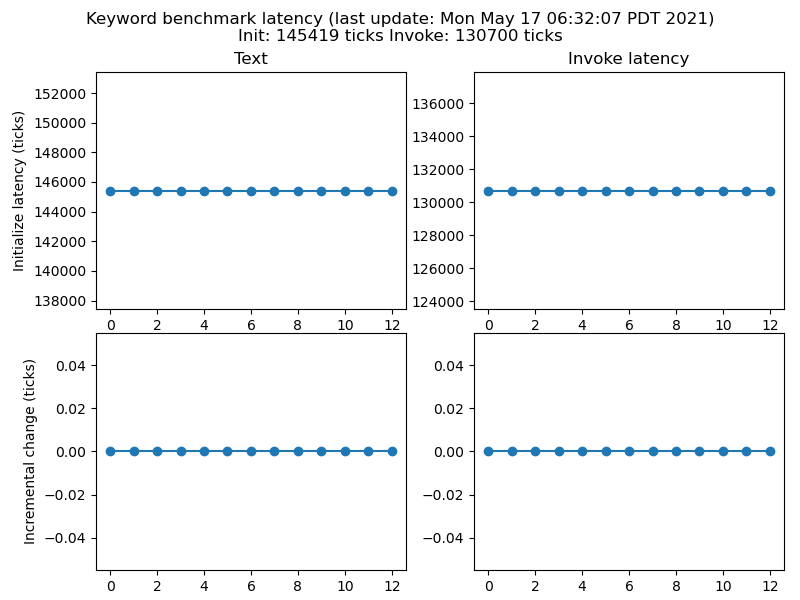 Keyword benchmark latency (last update: Mon May 17 06:32:07 PDT 2021)
Init: 145419 ticks Invoke: 130700 ticks
Text
Invoke latency
Initialize latency (ticks)
152000
150000
148000
146000
144000
142000
140000
138000
0 2 4 6 8 10 12
136000
134000
132000
130000
128000
126000
124000
0 2 4 6 8 10 12
Incremental change (ticks)
0.04
0.02
0.00
−0.02
−0.04
0 2 4 6 8 10 12
0.04
0.02
0.00
−0.02
−0.04
0 2 4 6 8 10 12